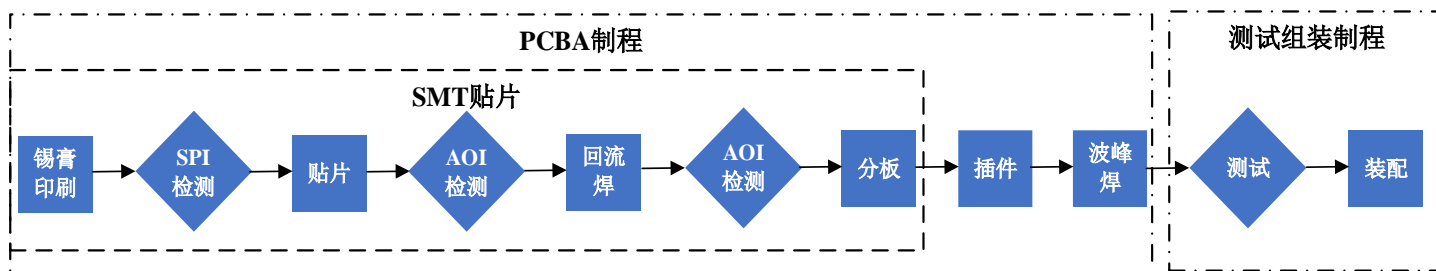 PCBA制程
测试组装制程
SMT贴片
锡膏
印刷
SPI
检测
贴片
AOI
检测
回流
焊
AOI
检测
分板
插件
波峰
焊
测试
装配